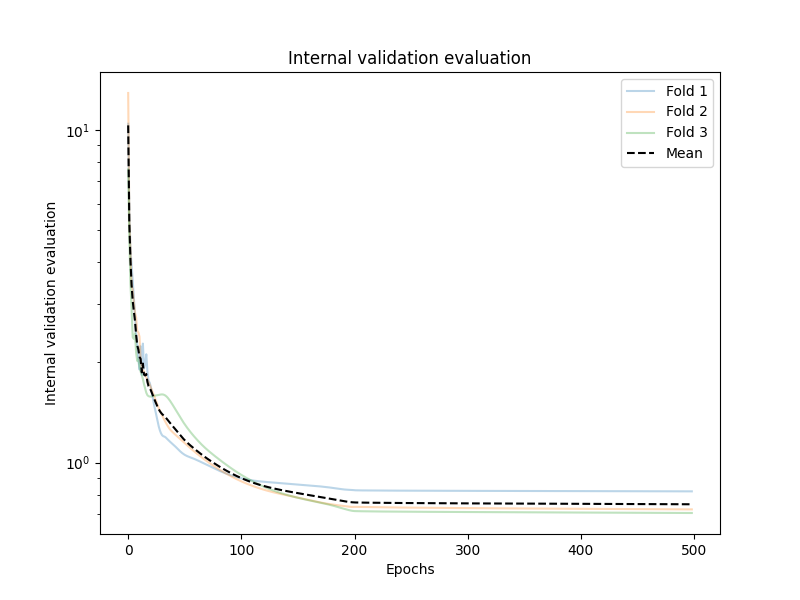 Internal validation evaluation
Fold 1
Fold 2
Fold 3
Mean
Internal validation evaluation
10¹
10⁰
0 100 200 300 400 500
Epochs